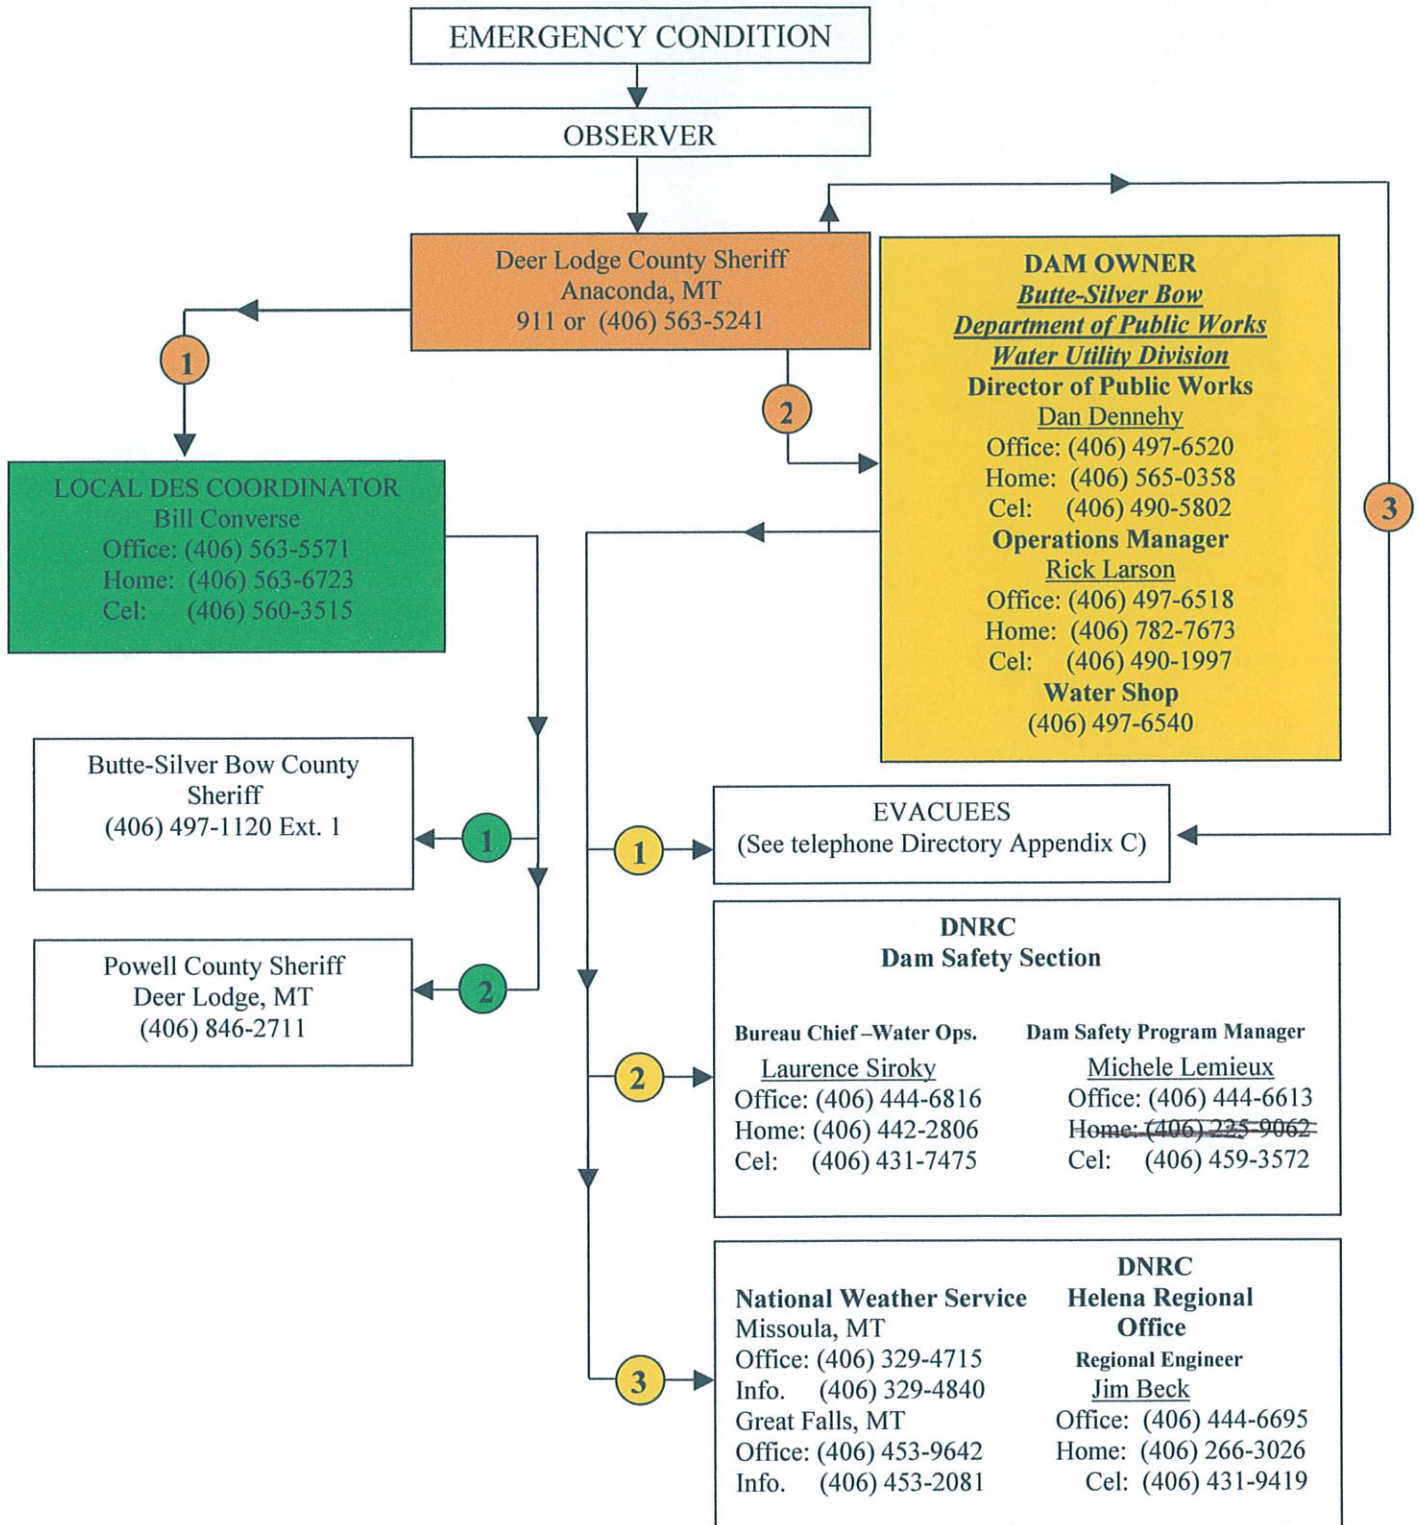 EMERGENCY CONDITION
OBSERVER
Deer Lodge County Sheriff
Anaconda, MT
911 or (406) 563-5241
1
2
3
DAM OWNER
Butte-Silver Bow
Department of Public Works
Water Utility Division
Director of Public Works
Dan Dennehy
Office: (406) 497-6520
Home: (406) 565-0358
Cel: (406) 490-5802
Operations Manager
Rick Larson
Office: (406) 497-6518
Home: (406) 782-7673
Cel: (406) 490-1997
Water Shop
(406) 497-6540
LOCAL DES COORDINATOR
Bill Converse
Office: (406) 563-5571
Home: (406) 563-6723
Cel: (406) 560-3515
Butte-Silver Bow County
Sheriff
(406) 497-1120 Ext. 1
1
Powell County Sheriff
Deer Lodge, MT
(406) 846-2711
2
1
EVACUEES
(See telephone Directory Appendix C)
2
DNRC
Dam Safety Section
Bureau Chief –Water Ops.
Laurence Siroky
Office: (406) 444-6816
Home: (406) 442-2806
Cel: (406) 431-7475
Dam Safety Program Manager
Michele Lemieux
Office: (406) 444-6613
Home: (406) 225-9062
Cel: (406) 459-3572
3
National Weather Service
Missoula, MT
Office: (406) 329-4715
Info. (406) 329-4840
Great Falls, MT
Office: (406) 453-9642
Info. (406) 453-2081
DNRC
Helena Regional
Office
Regional Engineer
Jim Beck
Office: (406) 444-6695
Home: (406) 266-3026
Cel: (406) 431-9419